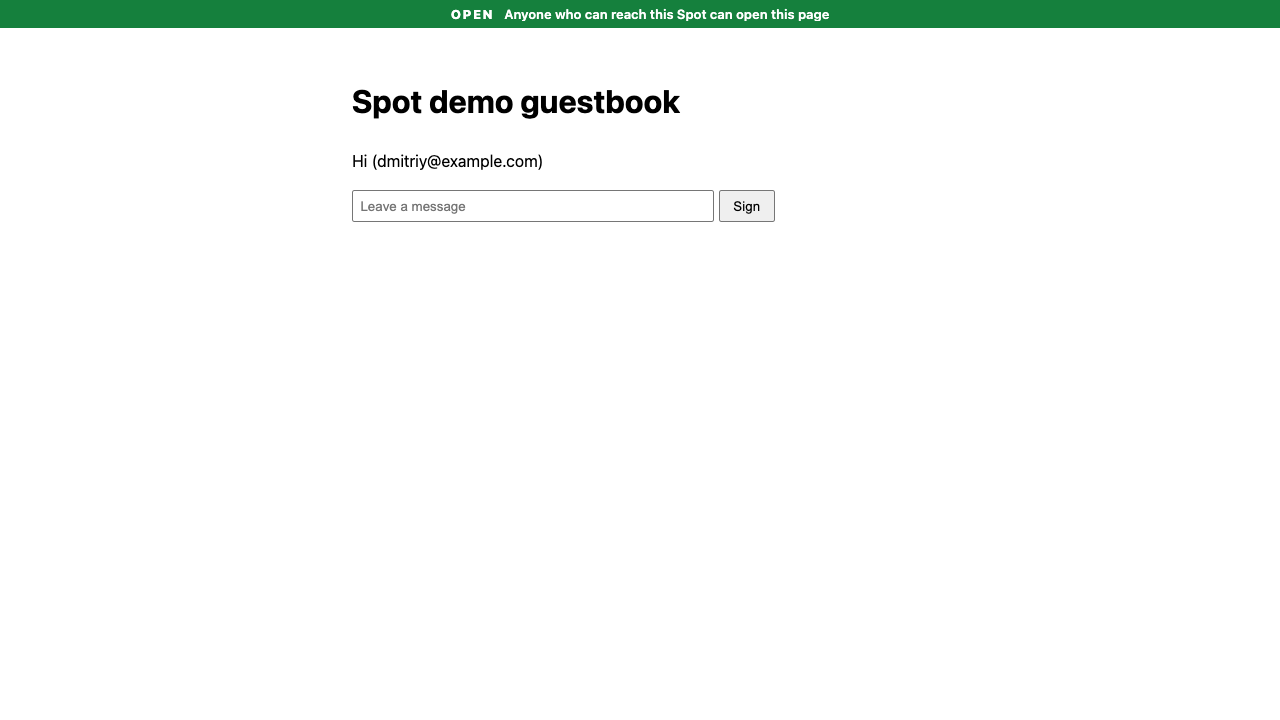 OPEN Anyone who can reach this Spot can open this page
Spot demo guestbook
Hi (dmitriy@example.com)
Leave a message Sign